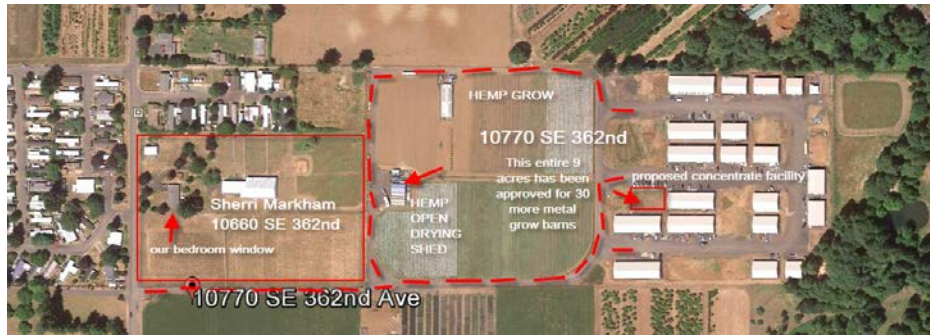 HEMP GROW
10770 SE 362nd
This entire 9
acres has been
approved for 30
more metal
grow barns
proposed concentrate facility
Sherri Markham
10660 SE 362nd
our bedroom window
HEMP
OPEN
DRYING
SHED
10770 SE 362nd Ave